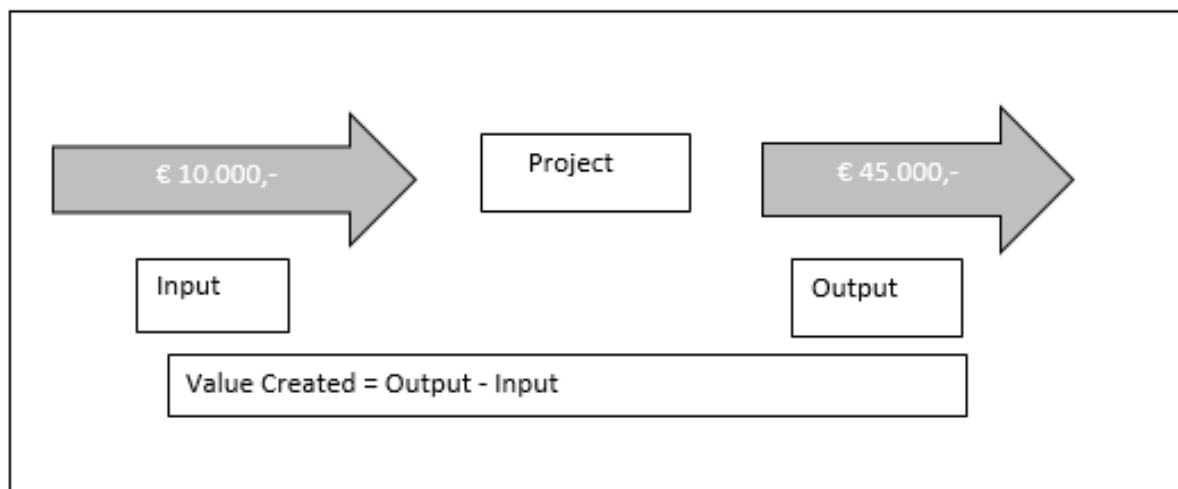 € 10.000,-
Project
€ 45.000,-
Input
Output
Value Created = Output - Input